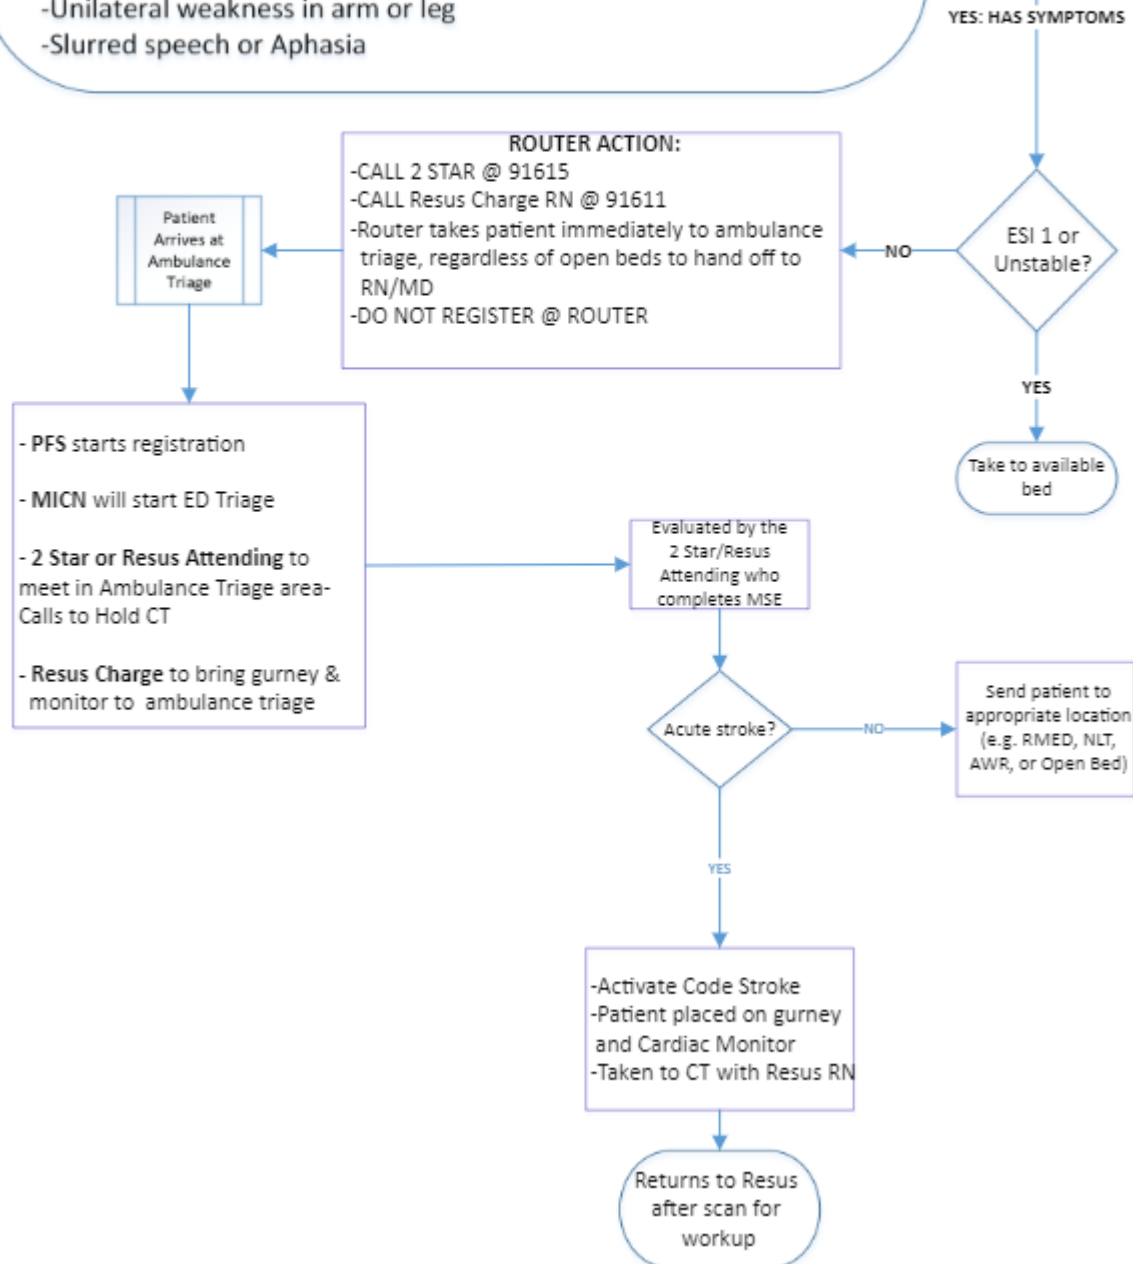 -Unilateral weakness in arm or leg
-Slurred speech or Aphasia
YES: HAS SYMPTOMS
ESI 1 or
Unstable?
NO
YES
Take to available
bed
ROUTER ACTION:
-CALL 2 STAR @ 91615
-CALL Resus Charge RN @ 91611
-Router takes patient immediately to ambulance
triage, regardless of open beds to hand off to
RN/MD
-DO NOT REGISTER @ ROUTER
Patient
Arrives at
Ambulance
Triage
- PFS starts registration
- MICN will start ED Triage
- 2 Star or Resus Attending to
meet in Ambulance Triage area-
Calls to Hold CT
- Resus Charge to bring gurney &
monitor to ambulance triage
Evaluated by the
2 Star/Resus
Attending who
completes MSE
Acute stroke?
NO
Send patient to
appropriate location
(e.g. RMED, NLT,
AWR, or Open Bed)
YES
-Activate Code Stroke
-Patient placed on gurney
and Cardiac Monitor
-Taken to CT with Resus RN
Returns to Resus
after scan for
workup